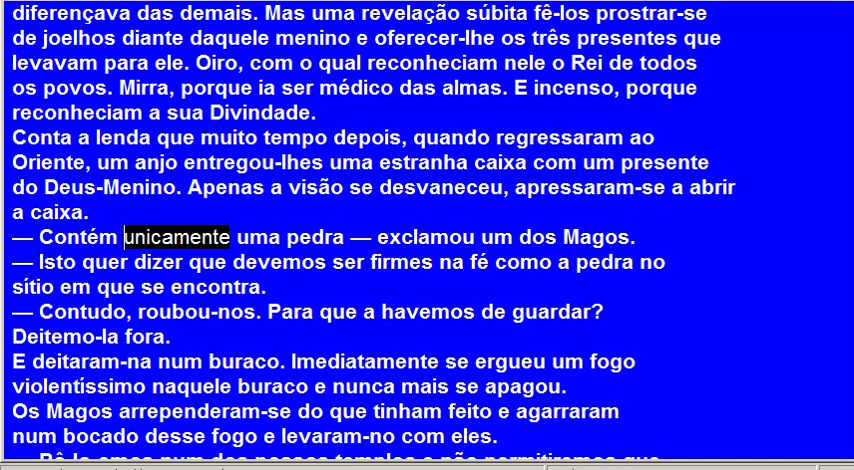 diferençava das demais. Mas uma revelação súbita fê-los prostrar-se
de joelhos diante daquele menino e oferecer-lhe os três presentes que
levavam para ele. Oiro, com o qual reconheciam nele o Rei de todos
os povos. Mirra, porque ia ser médico das almas. E incenso, porque
reconheciam a sua Divindade.
Conta a lenda que muito tempo depois, quando regressaram ao
Oriente, um anjo entregou-lhes uma estranha caixa com um presente
do Deus-Menino. Apenas a visão se desvaneceu, apressaram-se a abrir
a caixa.
— Contém unicamente uma pedra — exclamou um dos Magos.
— Isto quer dizer que devemos ser firmes na fé como a pedra no
sítio em que se encontra.
— Contudo, roubou-nos. Para que a havemos de guardar?
Deitemo-la fora.
E deitaram-na num buraco. Imediatamente se ergueu um fogo
violentíssimo naquele buraco e nunca mais se apagou.
Os Magos arrependeram-se do que tinham feito e agarraram
num bocado desse fogo e levaram-no com eles.